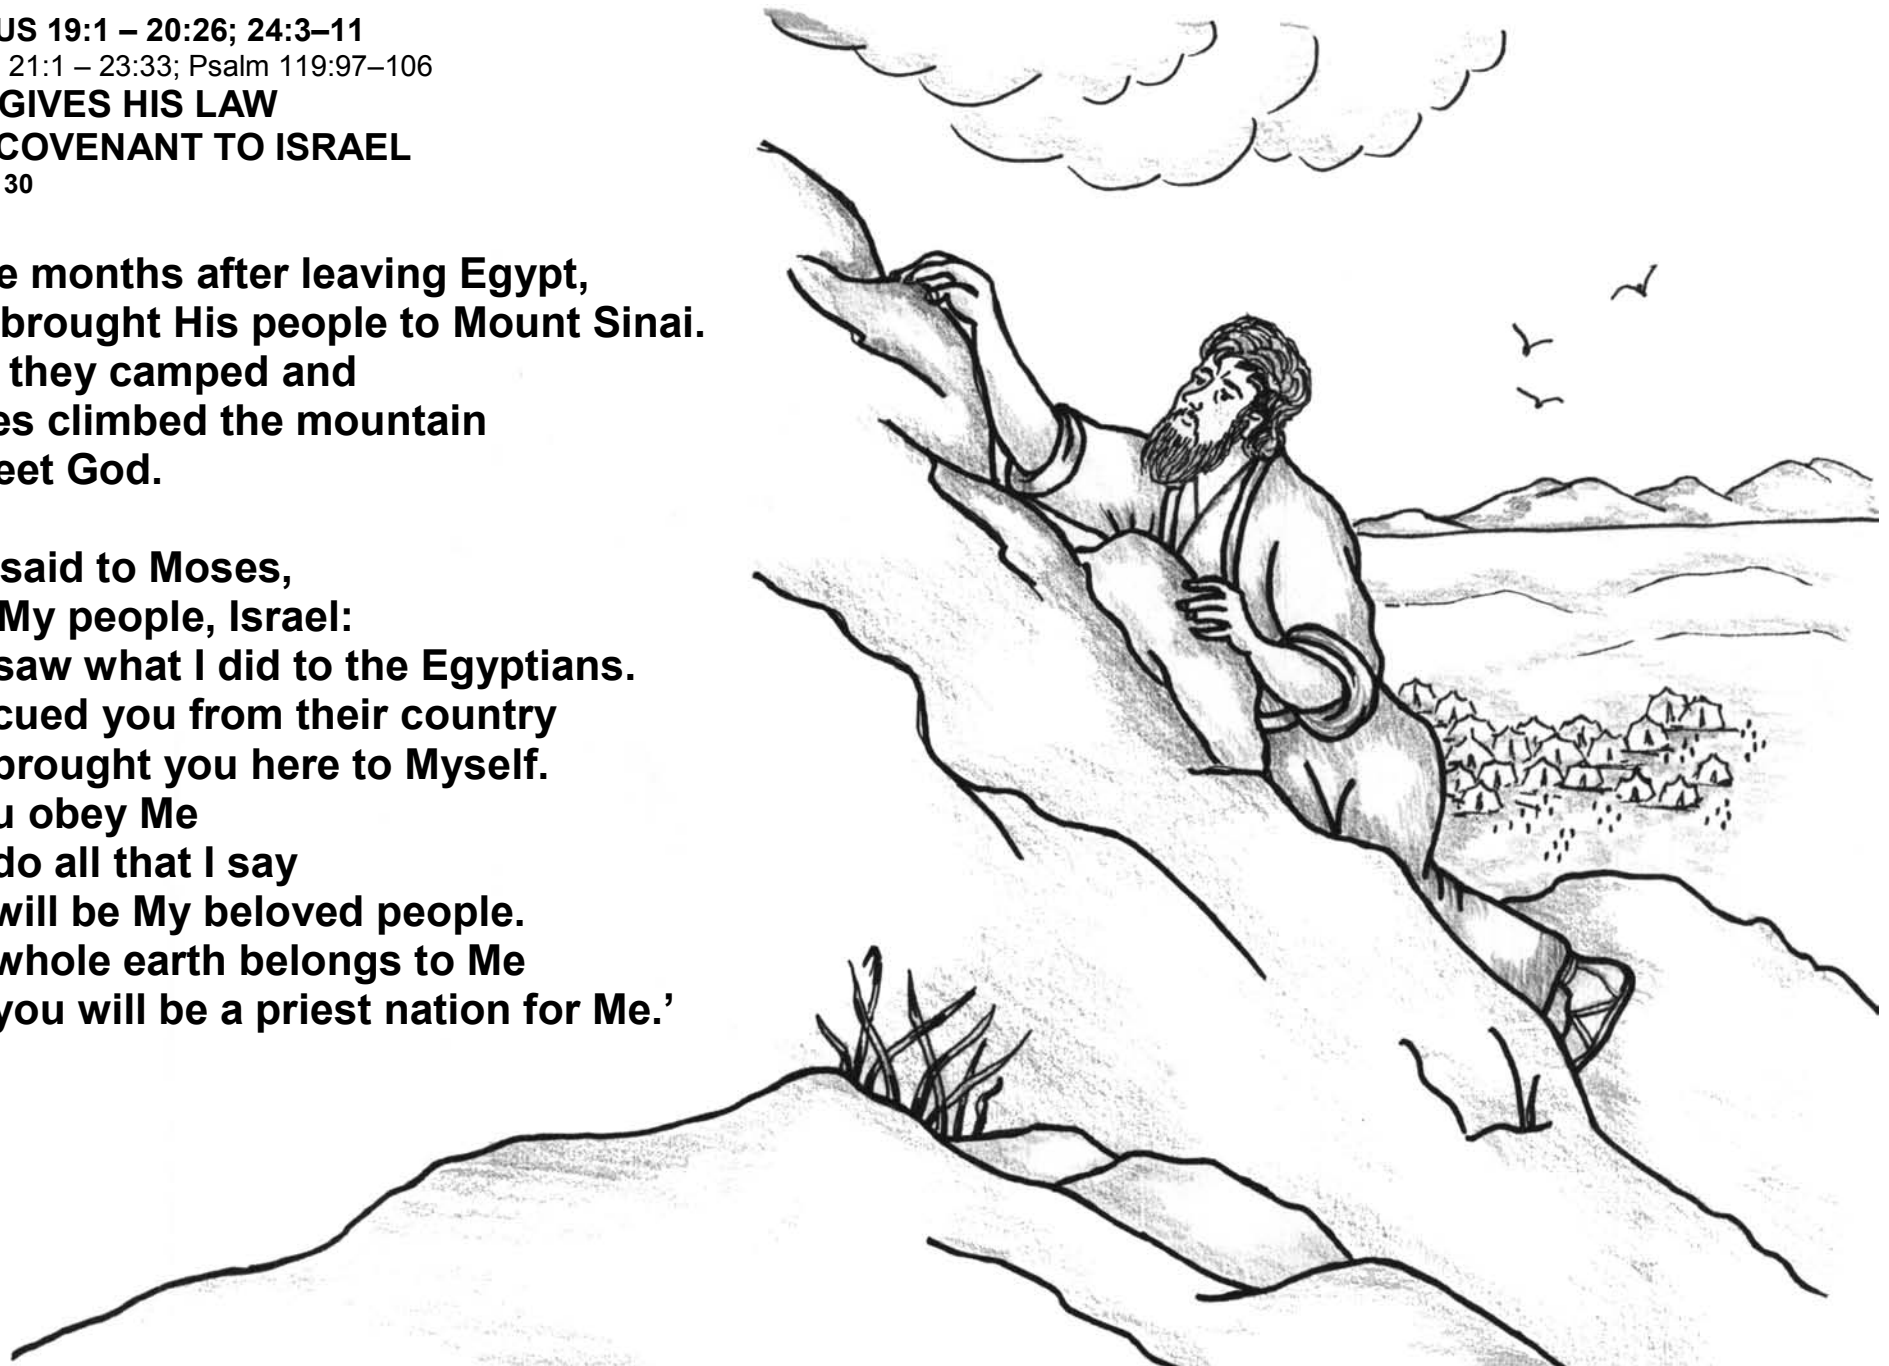 US 19:1 – 20:26; 24:3–11
21:1 – 23:33; Psalm 119:97–106
GIVES HIS LAW
COVENANT TO ISRAEL
30
e months after leaving Egypt,
brought His people to Mount Sinai.
they camped and
es climbed the mountain
eet God.
said to Moses,
My people, Israel:
saw what I did to the Egyptians.
cued you from their country
brought you here to Myself.
u obey Me
do all that I say
will be My beloved people.
whole earth belongs to Me
you will be a priest nation for Me.’